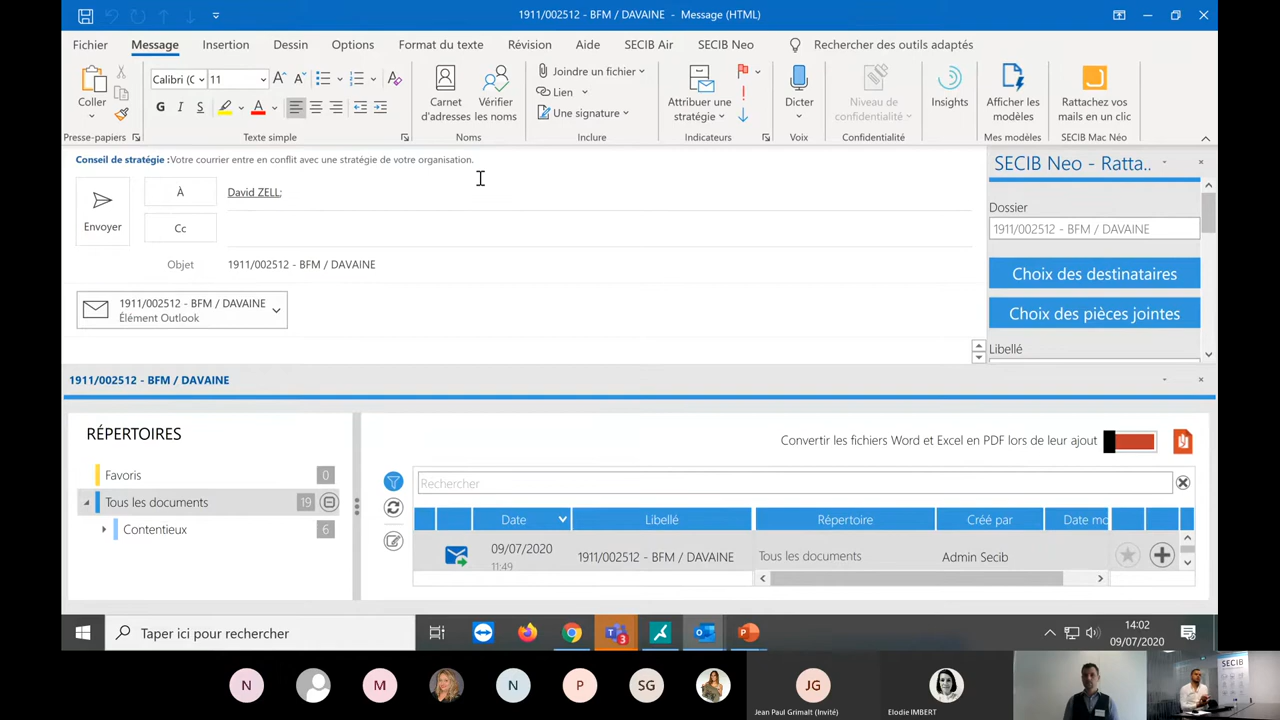 1911/002512 - BFM / DAVAINE - Message (HTML)
Fichier Message Insertion Dessin Options Format du texte Révision Aide SECIB Air SECIB Neo Rechercher des outils adaptés
Coller
Presse-papiers
Calibri (C 11
Texte simple
Carnet d'adresses
Vérifier les noms
Noms
Joindre un fichier
Lien
Une signature
Inclure
Attribuer une stratégie
Indicateurs
Dicter
Voix
Niveau de confidentialité
Confidentialité
Insights
Afficher les modèles
Mes modèles
Rattachez vos mails en un clic
SECIB Mac Néo
Conseil de stratégie : Votre courrier entre en conflit avec une stratégie de votre organisation.
Envoyer
À David ZELL;
Cc
Objet 1911/002512 - BFM / DAVAINE
1911/002512 - BFM / DAVAINE
Élément Outlook
SECIB Neo - Ratta..
Dossier
1911/002512 - BFM / DAVAINE
Choix des destinataires
Choix des pièces jointes
Libellé
1911/002512 - BFM / DAVAINE
RÉPERTOIRES
Favoris 0
Tous les documents 19
Contentieux 6
Convertir les fichiers Word et Excel en PDF lors de leur ajout
Rechercher
Date Libellé Répertoire Créé par Date mo
09/07/2020 1911/002512 - BFM / DAVAINE Tous les documents Admin Secib
11:49
Taper ici pour rechercher
3
14:02
09/07/2020
N M N P SG JG
Jean Paul Grimalt (Invité)
Elodie IMBERT
SECIB